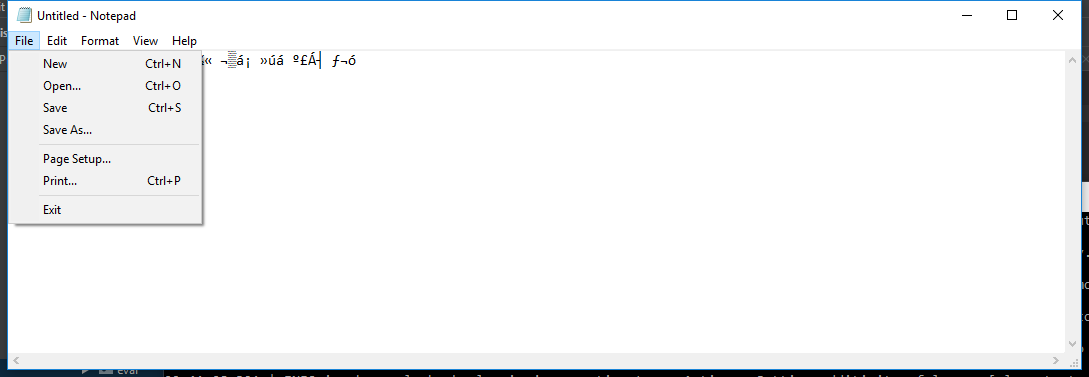 Untitled - Notepad
File Edit Format View Help
« ¬▒á¡ »úá º£Á┤ ƒ¬ó
New Ctrl+N
Open... Ctrl+O
Save Ctrl+S
Save As...
Page Setup...
Print... Ctrl+P
Exit
eval